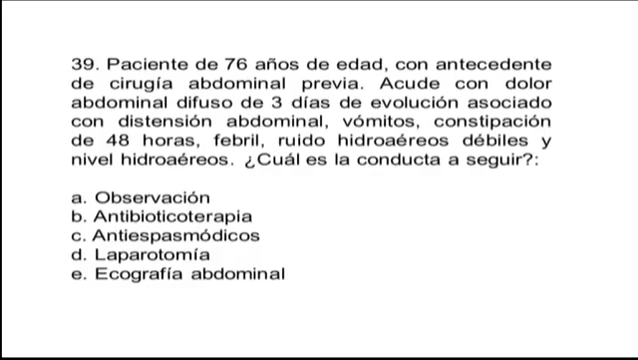 39. Paciente de 76 años de edad, con antecedente
de cirugía abdominal previa. Acude con dolor
abdominal difuso de 3 días de evolución asociado
con distensión abdominal, vómitos, constipación
de 48 horas, febril, ruido hidroaéreos débiles y
nivel hidroaéreos. ¿Cuál es la conducta a seguir?:
a. Observación
b. Antibioticoterapia
c. Antiespasmódicos
d. Laparotomía
e. Ecografía abdominal